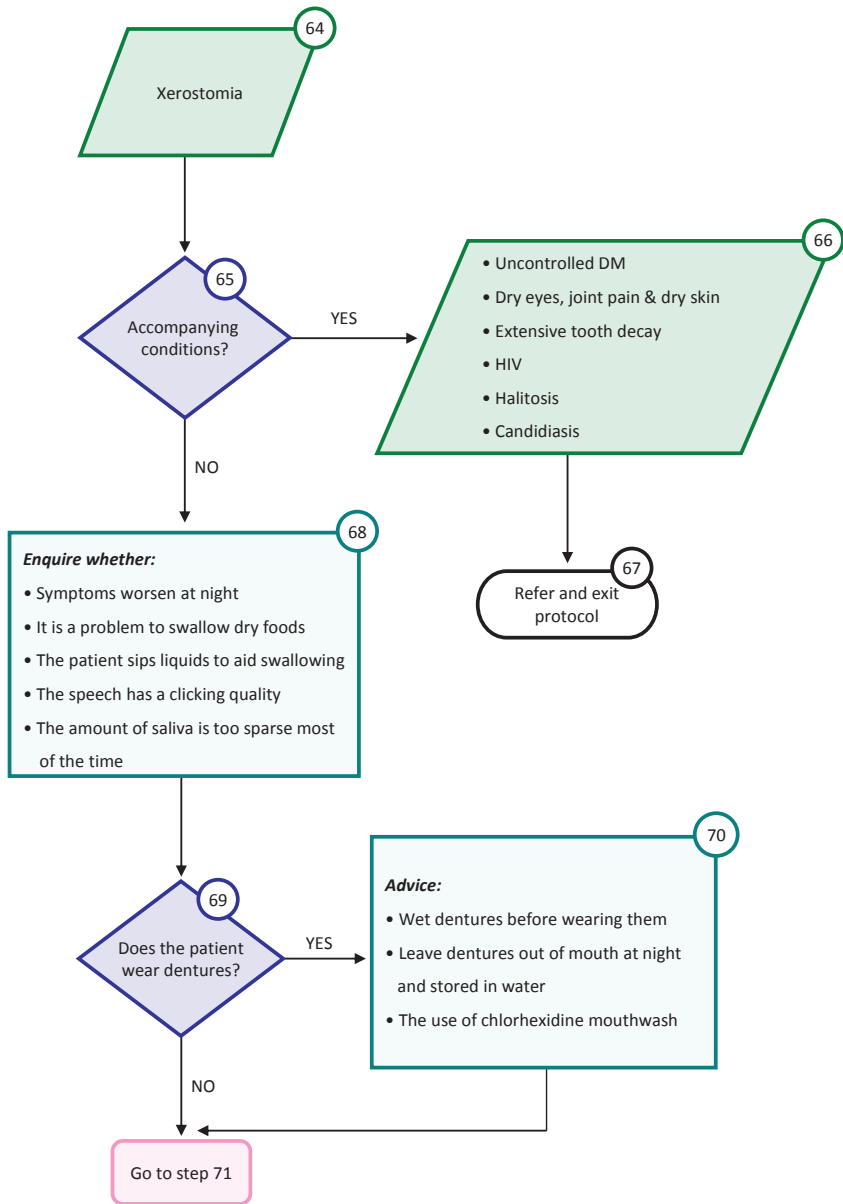 64
Xerostomia
65
Accompanying
conditions?
YES
66
• Uncontrolled DM
• Dry eyes, joint pain & dry skin
• Extensive tooth decay
• HIV
• Halitosis
• Candidiasis
67
Refer and exit
protocol
NO
68
Enquire whether:
• Symptoms worsen at night
• It is a problem to swallow dry foods
• The patient sips liquids to aid swallowing
• The speech has a clicking quality
• The amount of saliva is too sparse most
of the time
69
Does the patient
wear dentures?
YES
70
Advice:
• Wet dentures before wearing them
• Leave dentures out of mouth at night
and stored in water
• The use of chlorhexidine mouthwash
NO
Go to step 71